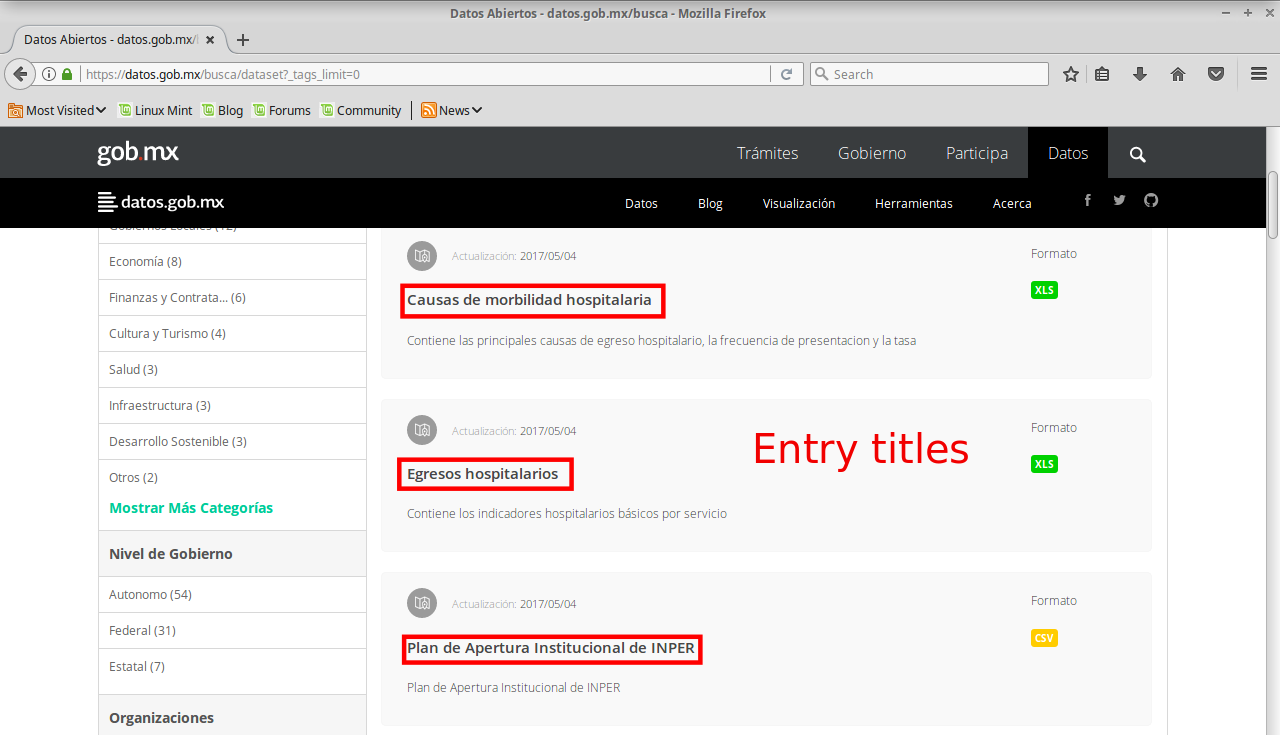 Datos Abiertos - datos.gob.mx/busca - Mozilla Firefox
Datos Abiertos - datos.gob.mx/
https://datos.gob.mx/busca/dataset?_tags_limit=0
Search
Most Visited
Linux Mint
Blog
Forums
Community
News
gob.mx
Trámites
Gobierno
Participa
Datos
datos.gob.mx
Datos
Blog
Visualización
Herramientas
Acerca
Gobiernos Locales (12)
Economía (8)
Finanzas y Contrata... (6)
Cultura y Turismo (4)
Salud (3)
Infraestructura (3)
Desarrollo Sostenible (3)
Otros (2)
Mostrar Más Categorías
Nivel de Gobierno
Autonomo (54)
Federal (31)
Estatal (7)
Organizaciones
Actualización: 2017/05/04
Formato
XLS
Causas de morbilidad hospitalaria
Contiene las principales causas de egreso hospitalario, la frecuencia de presentacion y la tasa
Actualización: 2017/05/04
Formato
XLS
Entry titles
Egresos hospitalarios
Contiene los indicadores hospitalarios básicos por servicio
Actualización: 2017/05/04
Formato
CSV
Plan de Apertura Institucional de INPER
Plan de Apertura Institucional de INPER